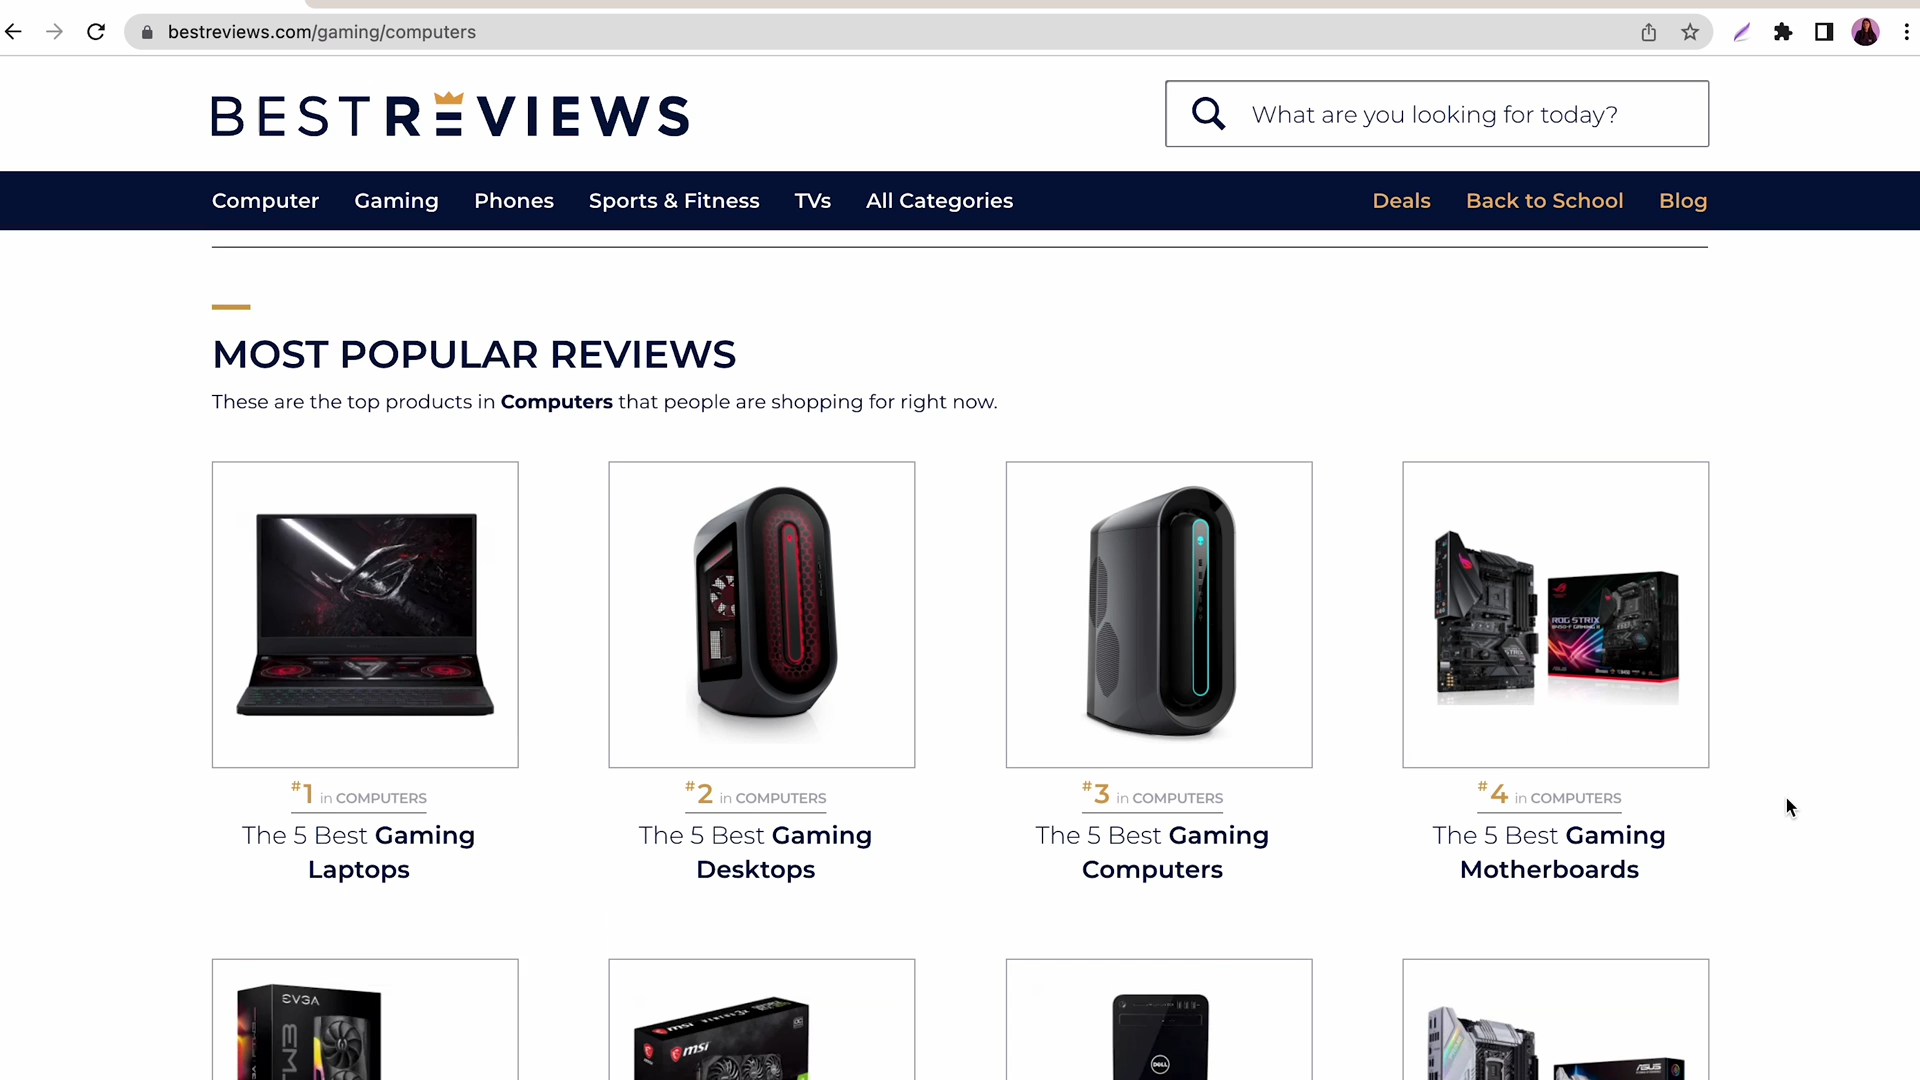 bestreviews.com/gaming/computers
BESTREVIEWS
What are you looking for today?
Computer Gaming Phones Sports & Fitness TVs All Categories Deals Back to School Blog
MOST POPULAR REVIEWS
These are the top products in Computers that people are shopping for right now.
ROG STRIX
B450-F GAMING II
#1 in COMPUTERS
The 5 Best Gaming
Laptops
#2 in COMPUTERS
The 5 Best Gaming
Desktops
#3 in COMPUTERS
The 5 Best Gaming
Computers
#4 in COMPUTERS
The 5 Best Gaming
Motherboards
EVGA
msi
msi
DELL
ASUS